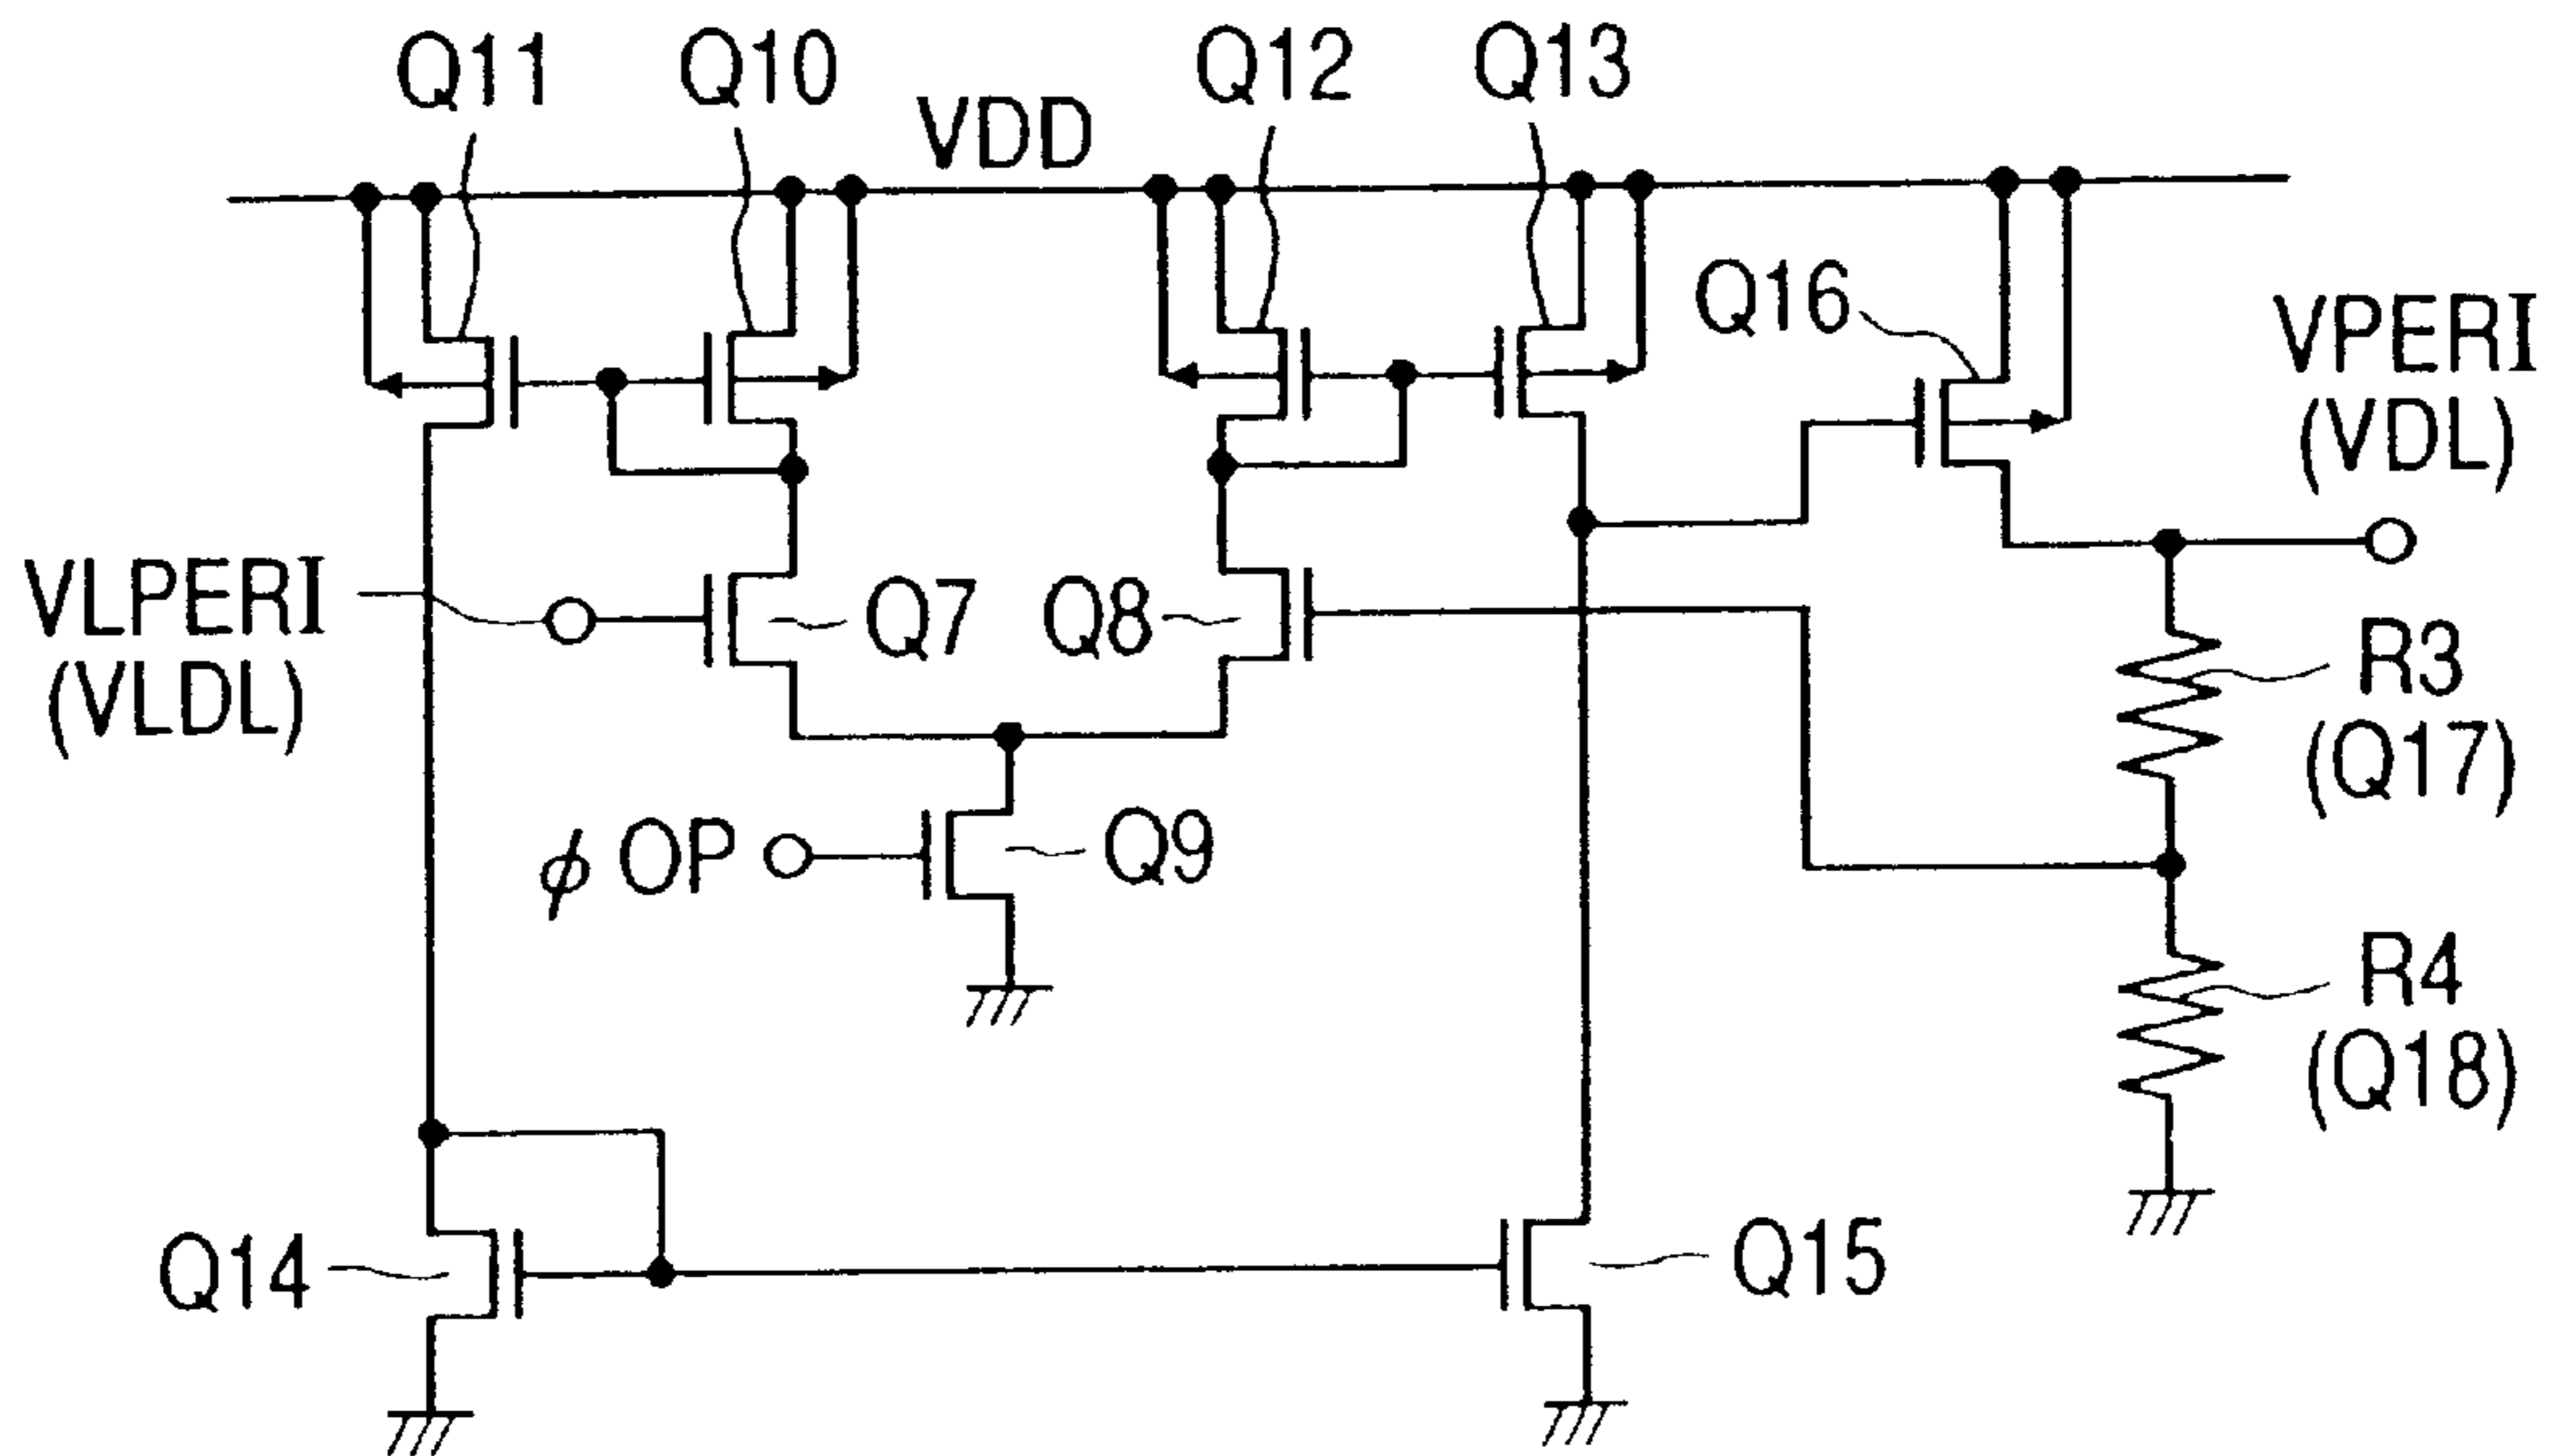 Q11
Q10
VDD
Q12
Q13
Q16
VPERI
(VDL)
VLPERI
(VLDL)
Q7
Q8
R3
(Q17)
φ OP
Q9
R4
(Q18)
Q14
Q15